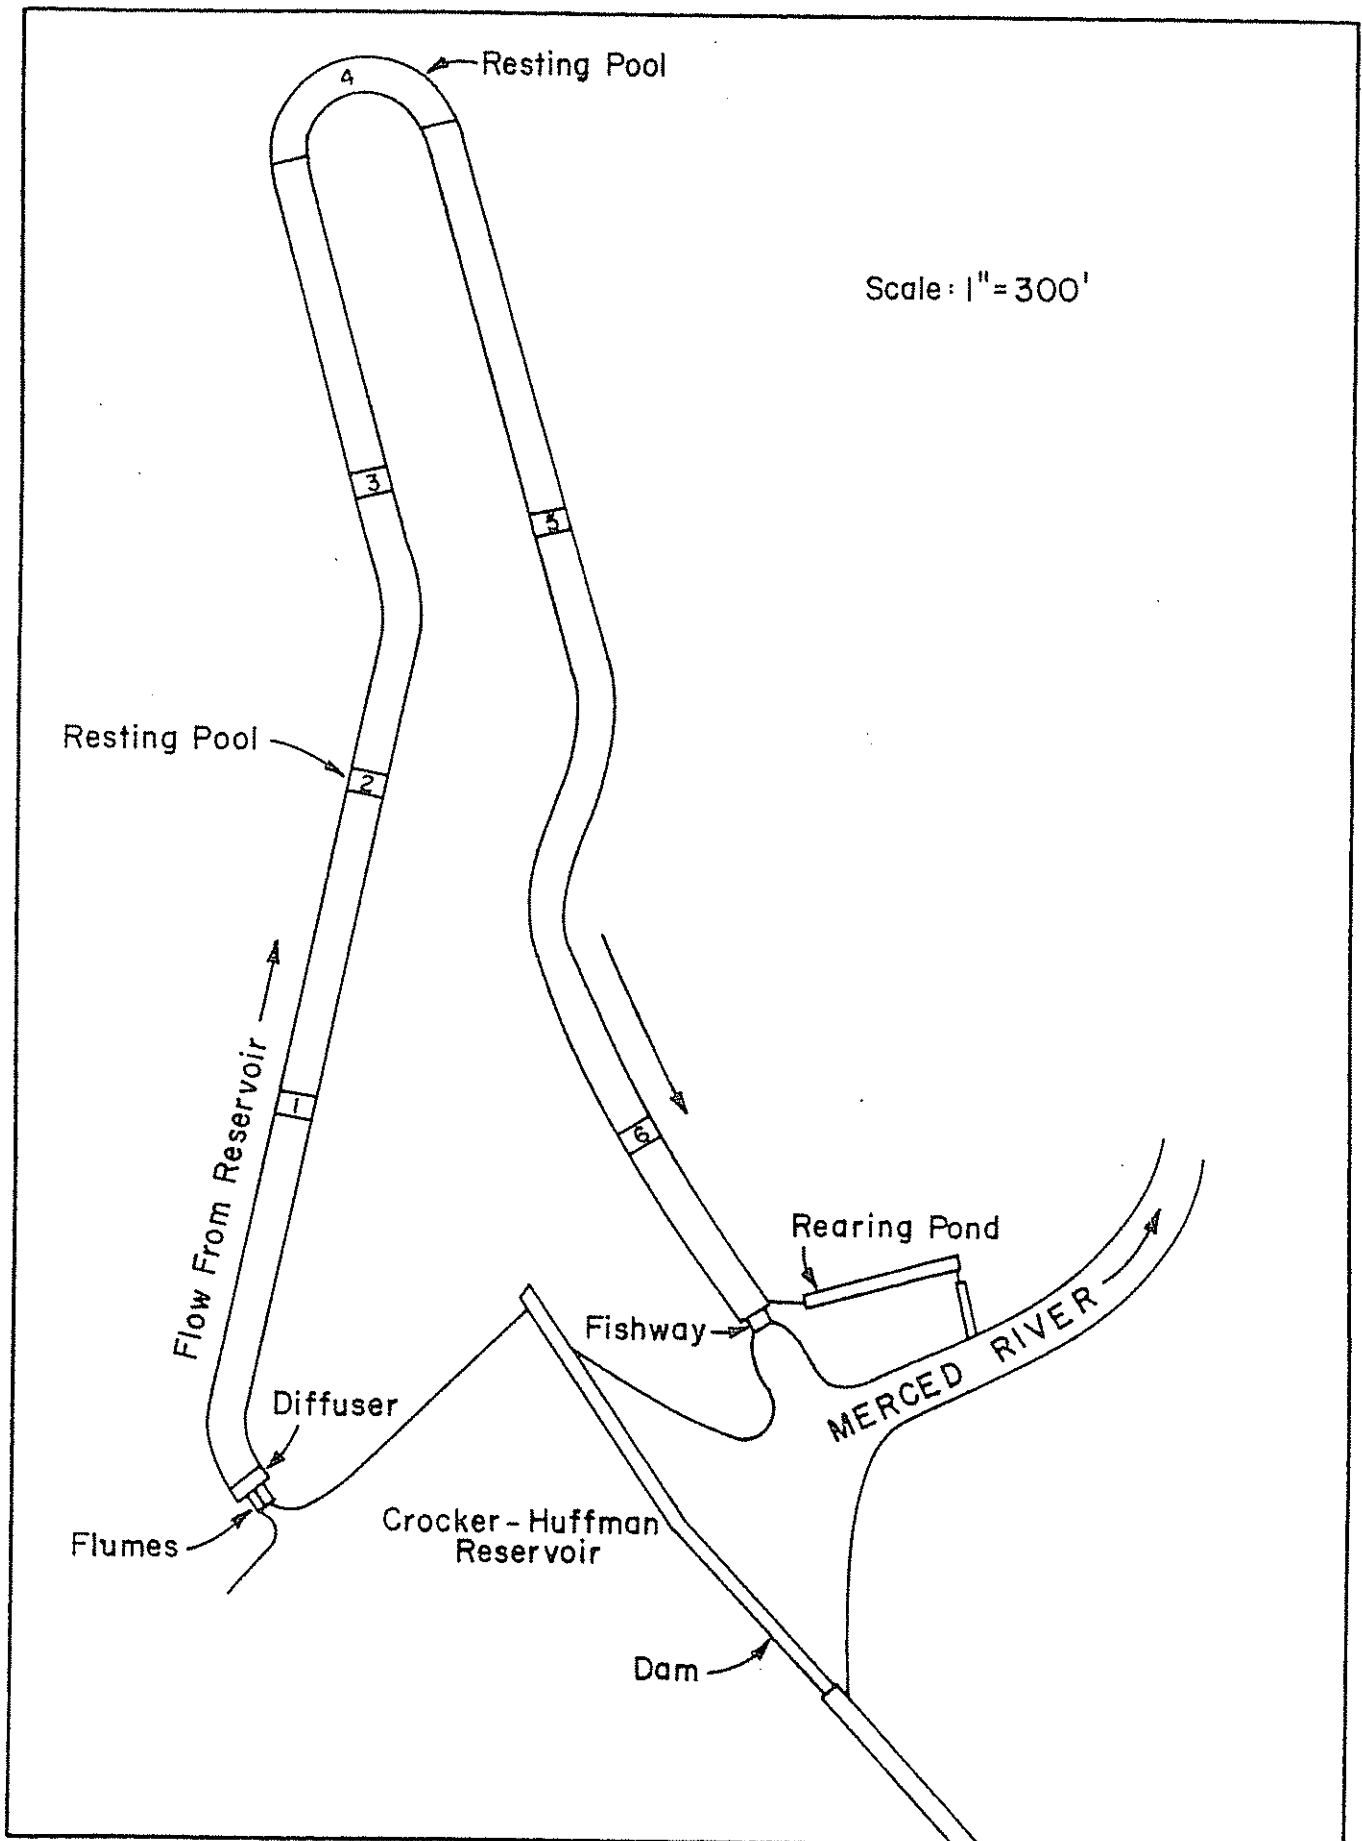 4
Resting Pool
Scale: 1" = 300'
3
5
Resting Pool
2
Flow From Reservoir
1
6
Rearing Pond
Fishway
MERCED RIVER
Diffuser
Flumes
Crocker-Huffman
Reservoir
Dam